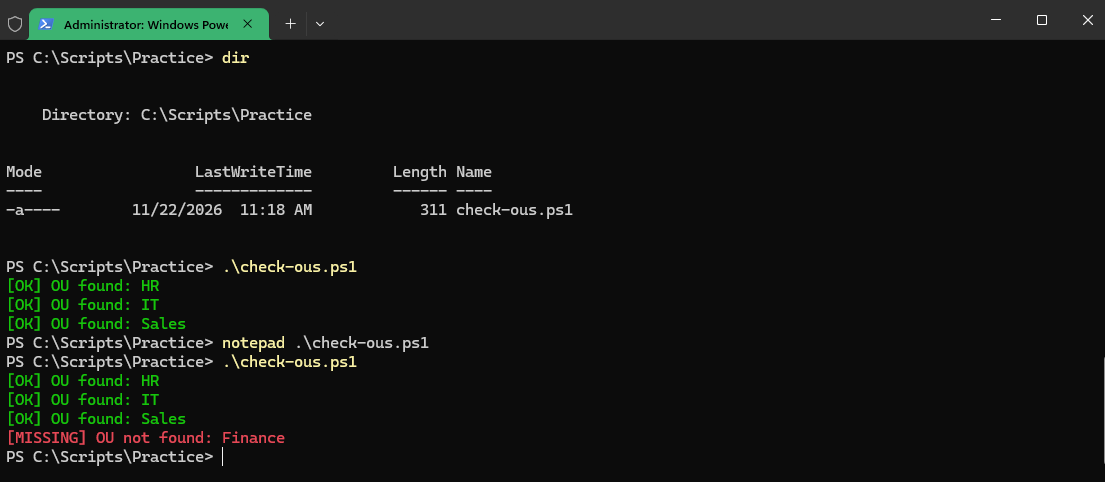 Administrator: Windows Powe
PS C:\Scripts\Practice> dir
Directory: C:\Scripts\Practice
Mode                 LastWriteTime         Length Name
----                 -------------         ------ ----
-a----        11/22/2026  11:18 AM            311 check-ous.ps1
PS C:\Scripts\Practice> .\check-ous.ps1
[OK] OU found: HR
[OK] OU found: IT
[OK] OU found: Sales
PS C:\Scripts\Practice> notepad .\check-ous.ps1
PS C:\Scripts\Practice> .\check-ous.ps1
[OK] OU found: HR
[OK] OU found: IT
[OK] OU found: Sales
[MISSING] OU not found: Finance
PS C:\Scripts\Practice>